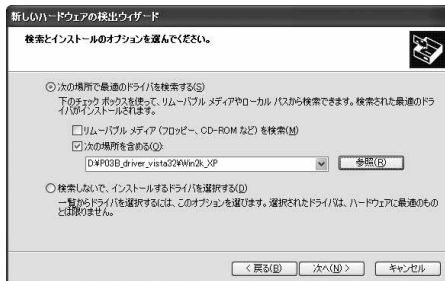 新しいハードウェアの検出ウィザード
検索とインストールのオプションを選んでください。
次の場所で最適のドライバを検索する(S)
下のチェック ボックスを使って、リムーバブル メディアやローカル パスから検索できます。検索された最適のドラ
イバがインストールされます。
リムーバブル メディア (フロッピー、CD-ROM など) を検索(M)
次の場所を含める(O):
D¥P03B_driver_vista32¥Win2k_XP
参照(R)
検索しないで、インストールするドライバを選択する(D)
一覧からドライバを選択するには、このオプションを選びます。選択されたドライバは、ハードウェアに最適のもの
とは限りません。
< 戻る(B)
次へ(N) >
キャンセル